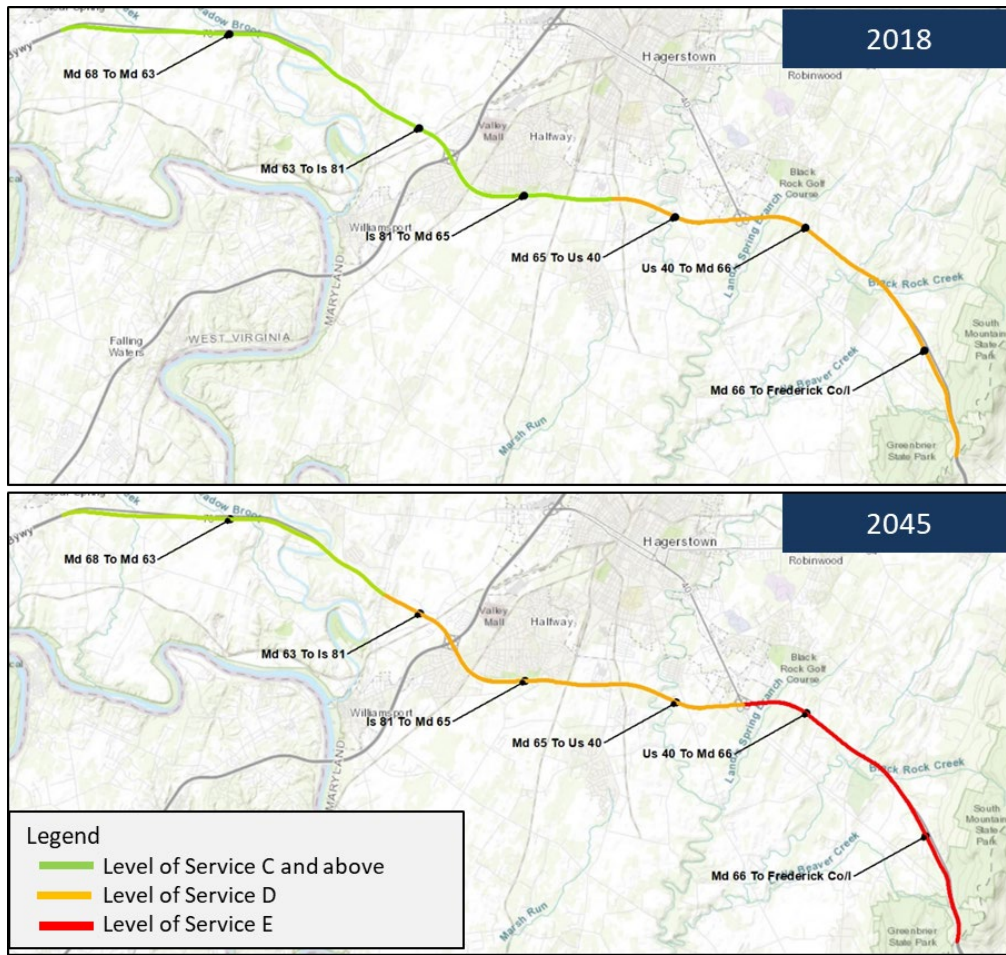 2018
Hagerstown
Robinwood
Md 68 To Md 63
Valley
Mall
Halfway
40
Md 63 To Is 81
Black
Rock Golf
Course
Williamsport
Is 81 To Md 65
Md 65 To Us 40
Us 40 To Md 66
Black Rock Creek
MARYLAND
WEST VIRGINIA
Falling
Waters
South
Mountain
State
Park
Beaver Creek
Md 66 To Frederick Co/l
Marsh Run
Greenbrier
State Park
2045
Hagerstown
Robinwood
Md 68 To Md 63
Valley
Mall
Halfway
40
Md 63 To Is 81
Black
Rock Golf
Course
Williamsport
Is 81 To Md 65
Md 65 To Us 40
Us 40 To Md 66
Black Rock Creek
MARYLAND
South
Mountain
State
Park
Beaver Creek
Md 66 To Frederick Co/l
Marsh Run
Greenbrier
State Park
Legend
Level of Service C and above
Level of Service D
Level of Service E